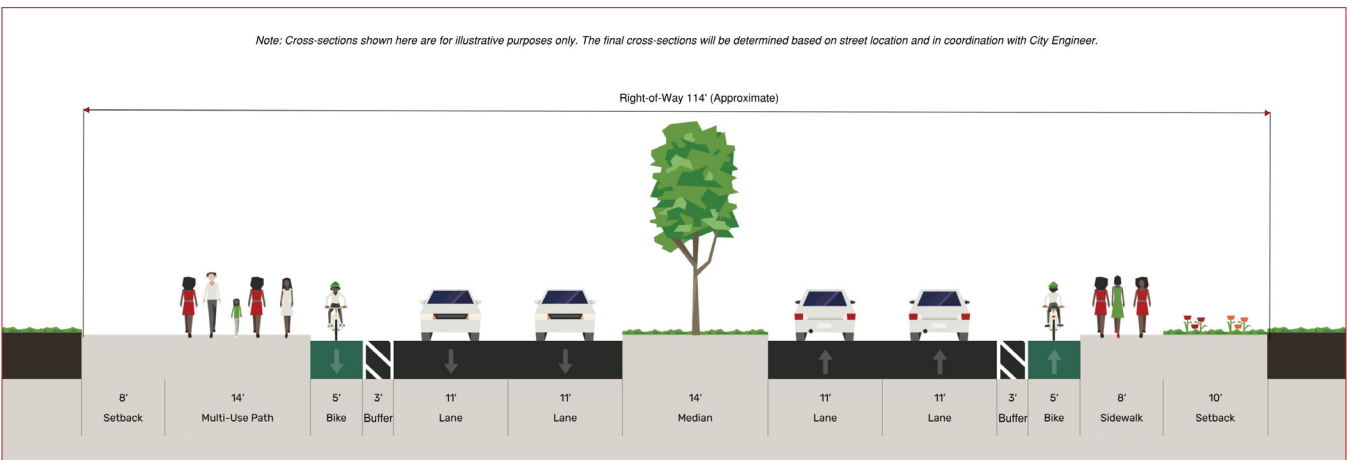 Note: Cross-sections shown here are for illustrative purposes only. The final cross-sections will be determined based on street location and in coordination with City Engineer.
Right-of-Way 114' (Approximate)
8' 14' 5' 3' 11' 11' 14' 11' 11' 3' 5' 8' 10'
Setback Multi-Use Path Bike Buffer Lane Lane Median Lane Lane Buffer Bike Sidewalk Setback